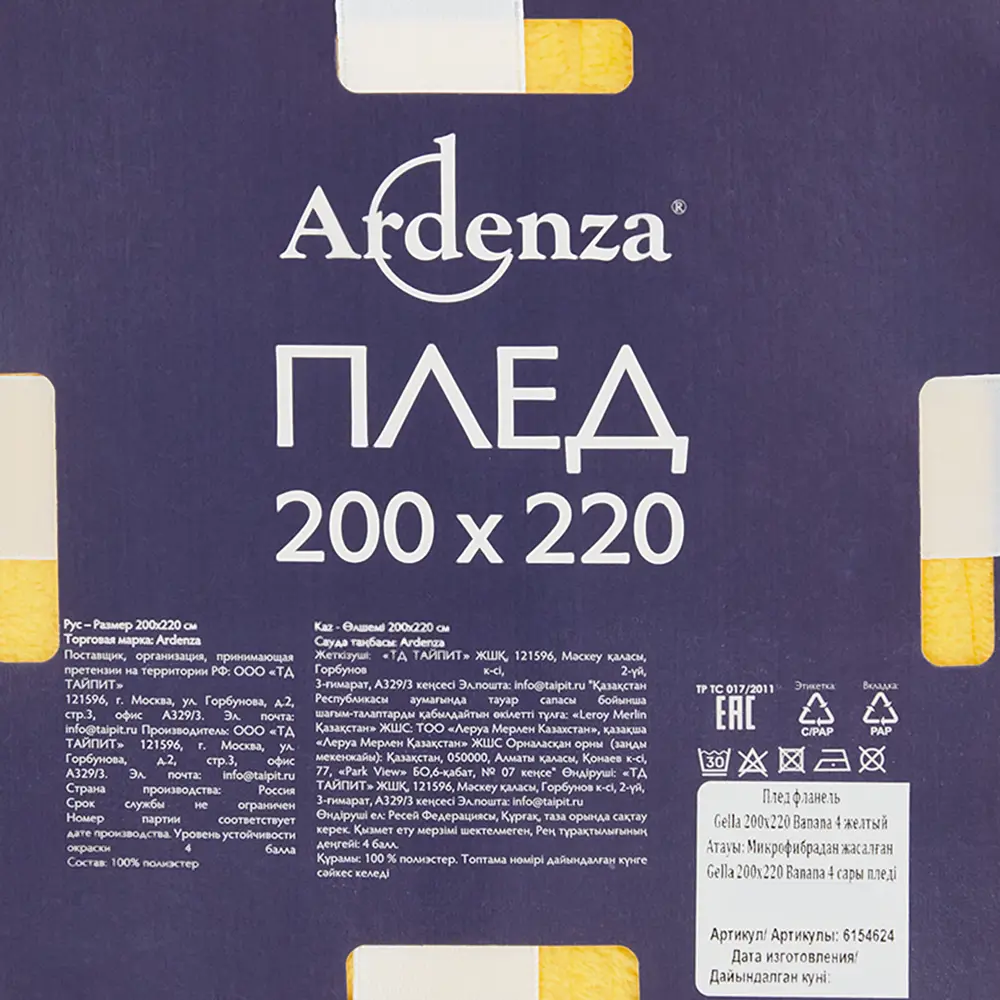 Ardenza®
ПЛЕД
200 x 220
Рус – Размер 200х220 см
Торговая марка: Ardenza
Поставщик, организация, принимающая
претензии на территории РФ: ООО «ТД
ТАЙПИТ»
121596, г. Москва, ул. Горбунова, д.2,
стр.3, офис А329/3. Эл. почта:
info@taipit.ru Производитель: ООО «ТД
ТАЙПИТ» 121596, г. Москва, ул.
Горбунова, д.2, стр.3, офис
А329/3. Эл. почта: info@taipit.ru
Страна производства: Россия
Срок службы не ограничен
Номер партии соответствует
дате производства. Уровень устойчивости
окраски 4 балла
Состав: 100% полиэстер
Kaz - Өлшемі 200х220 см
Сауда таңбасы: Ardenza
Жеткізуші: «ТД ТАЙПИТ» ЖШҚ, 121596, Мәскеу қаласы,
Горбунов к-сі, 2-үй,
3-ғимарат, А329/3 кеңсесі Эл.пошта: info@taipit.ru "Қазақстан
Республикасы аумағында тауар сапасы бойынша
шағым-талаптарды қабылдайтын өкілетті тұлға: «Leroy Merlin
Қазақстан» ЖШС: ТОО «Леруа Мерлен Казахстан», қазақша
«Леруа Мерлен Қазақстан» ЖШС Орналасқан орны (заңды
мекенжайы): Қазақстан, 050000, Алматы қаласы, Қонаев к-сі,
77, «Park View» БО,6-қабат, № 07 кеңсе" Өндіруші: «ТД
ТАЙПИТ» ЖШҚ, 121596, Мәскеу қаласы, Горбунов к-сі, 2-үй,
3-ғимарат, А329/3 кеңсесі Эл.пошта: info@taipit.ru
Өндіруші ел: Ресей Федерациясы, Құрғақ, таза орында сақтау
керек. Қызмет ету мерзімі шектелмеген, Рең тұрақтылығының
деңгейі: 4 балл.
Құрамы: 100 % полиэстер. Топтама нөмірі дайындалған күнге
сәйкес келеді
ТР ТС 017/2011
EAC
Этикетка:
C/PAP
Вкладка:
PAP
30
Плед фланель
Gella 200x220 Banana 4 желтый
Атауы: Микрофибрадан жасалған
Gella 200x220 Banana 4 сары пледі
Артикул/ Артикулы: 6154624
Дата изготовления/
Дайындалған күні: